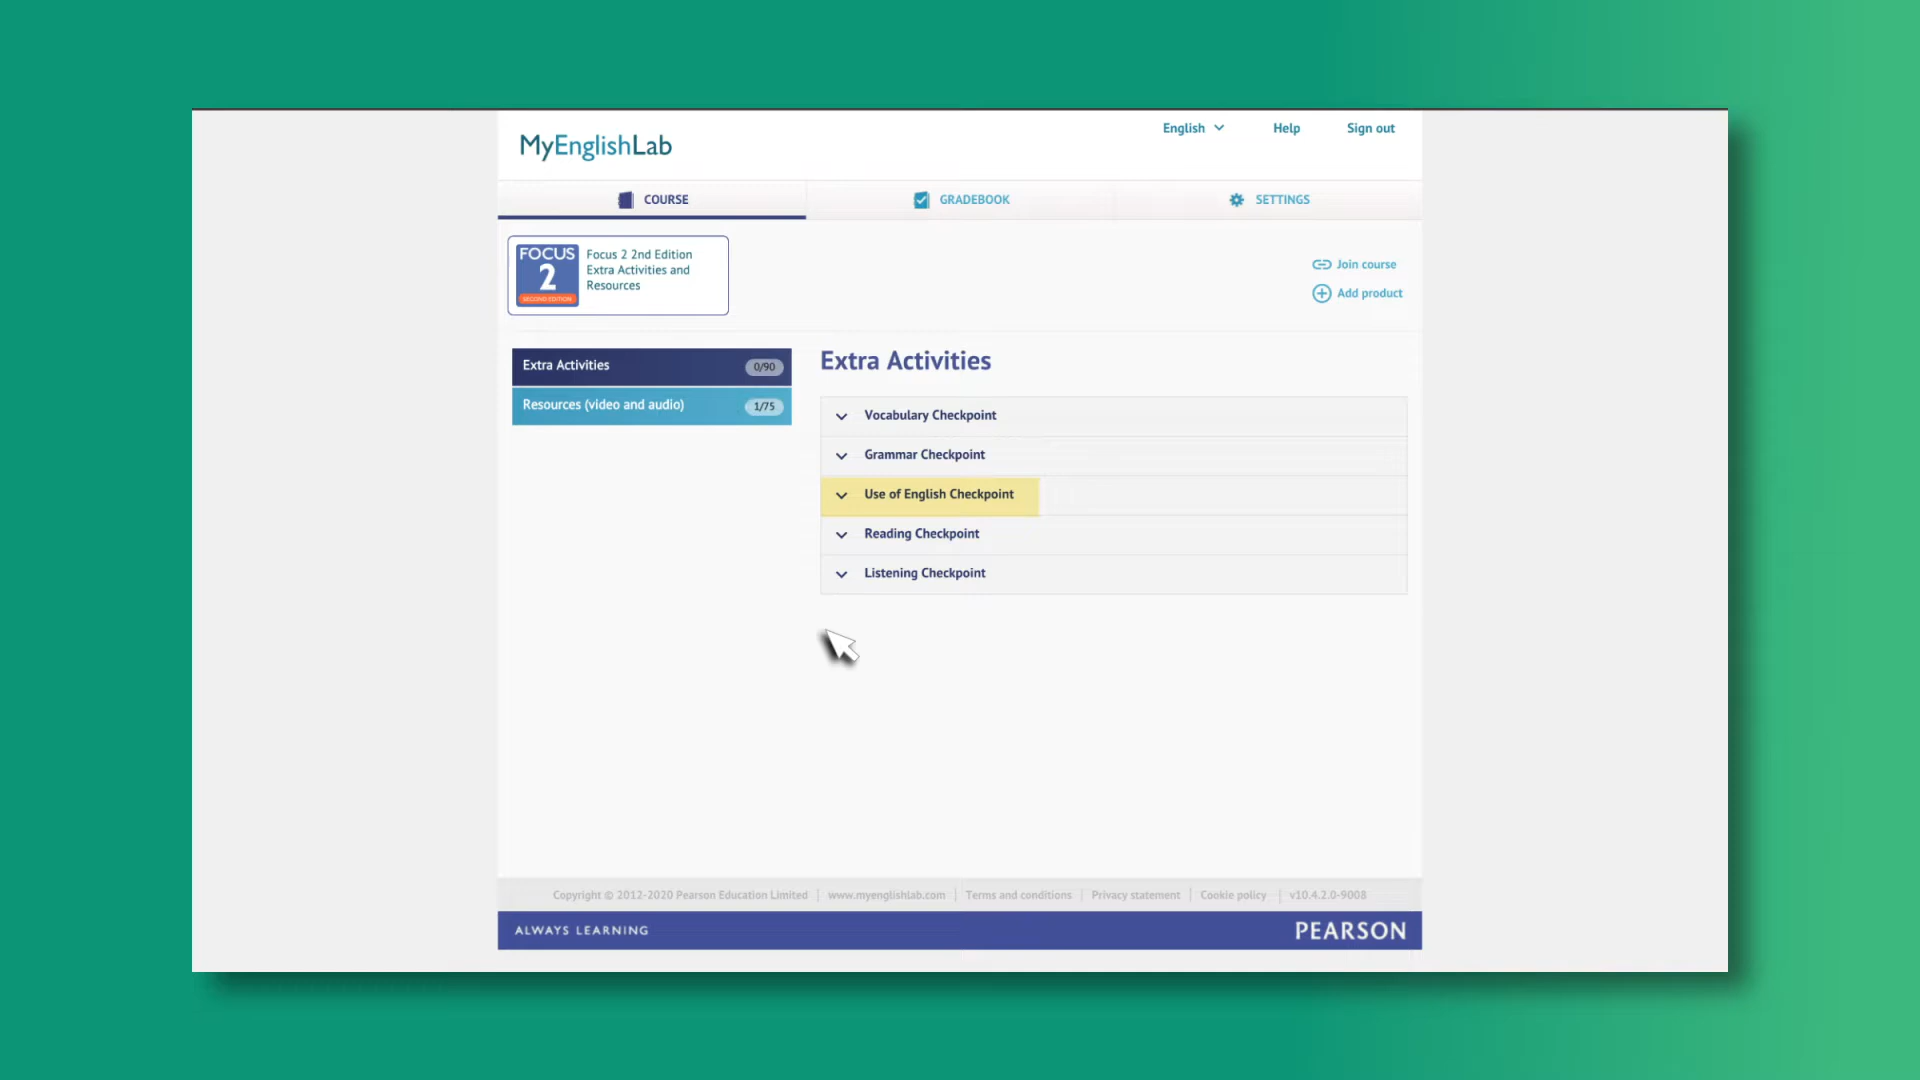 MyEnglishLab
English
Help
Sign out
COURSE
GRADEBOOK
SETTINGS
FOCUS
2
SECOND EDITION
Focus 2 2nd Edition
Extra Activities and
Resources
Join course
Add product
Extra Activities
0/90
Resources (video and audio)
1/75
Extra Activities
Vocabulary Checkpoint
Grammar Checkpoint
Use of English Checkpoint
Reading Checkpoint
Listening Checkpoint
Copyright © 2012-2020 Pearson Education Limited | www.myenglishlab.com | Terms and conditions | Privacy statement | Cookie policy | v10.4.2.0-9008
ALWAYS LEARNING
PEARSON